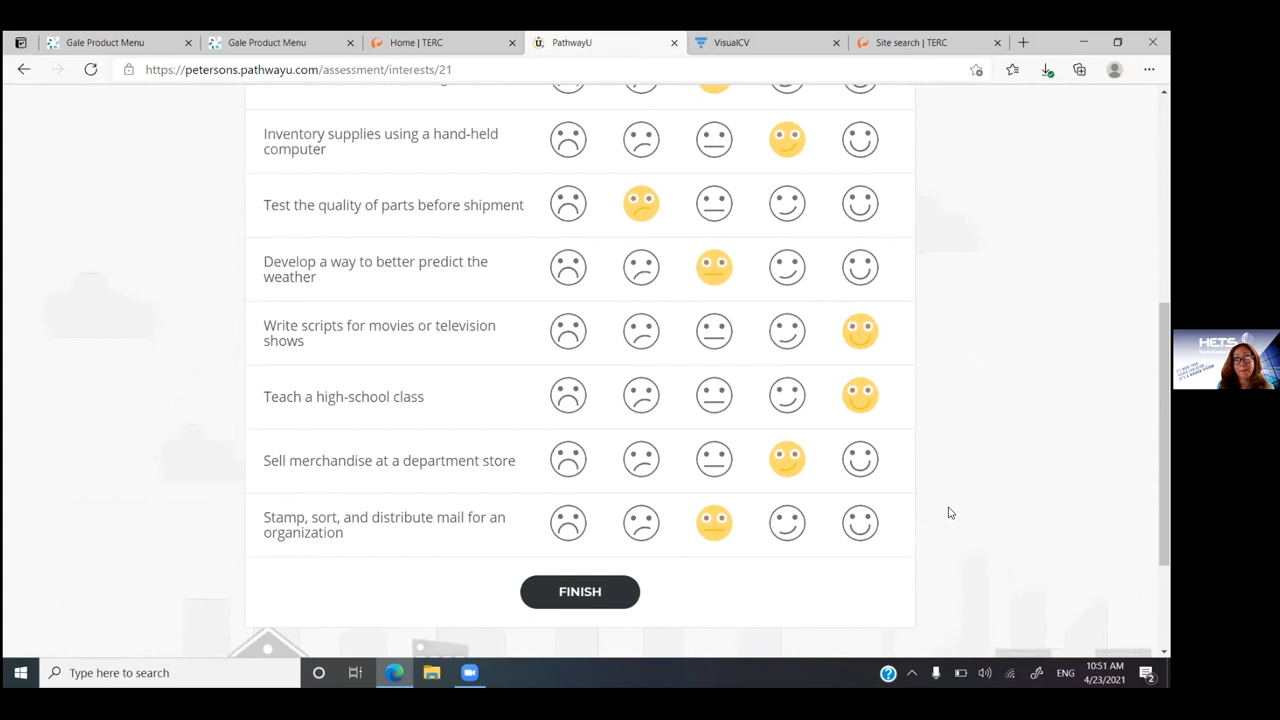 Gale Product Menu
Gale Product Menu
Home | TERC
PathwayU
VisualCV
Site search | TERC
https://petersons.pathwayu.com/assessment/interests/21
Inventory supplies using a hand-held
computer
Test the quality of parts before shipment
Develop a way to better predict the
weather
Write scripts for movies or television
shows
Teach a high-school class
Sell merchandise at a department store
Stamp, sort, and distribute mail for an
organization
FINISH
HETS
Type here to search
ENG
10:51 AM
4/23/2021
2